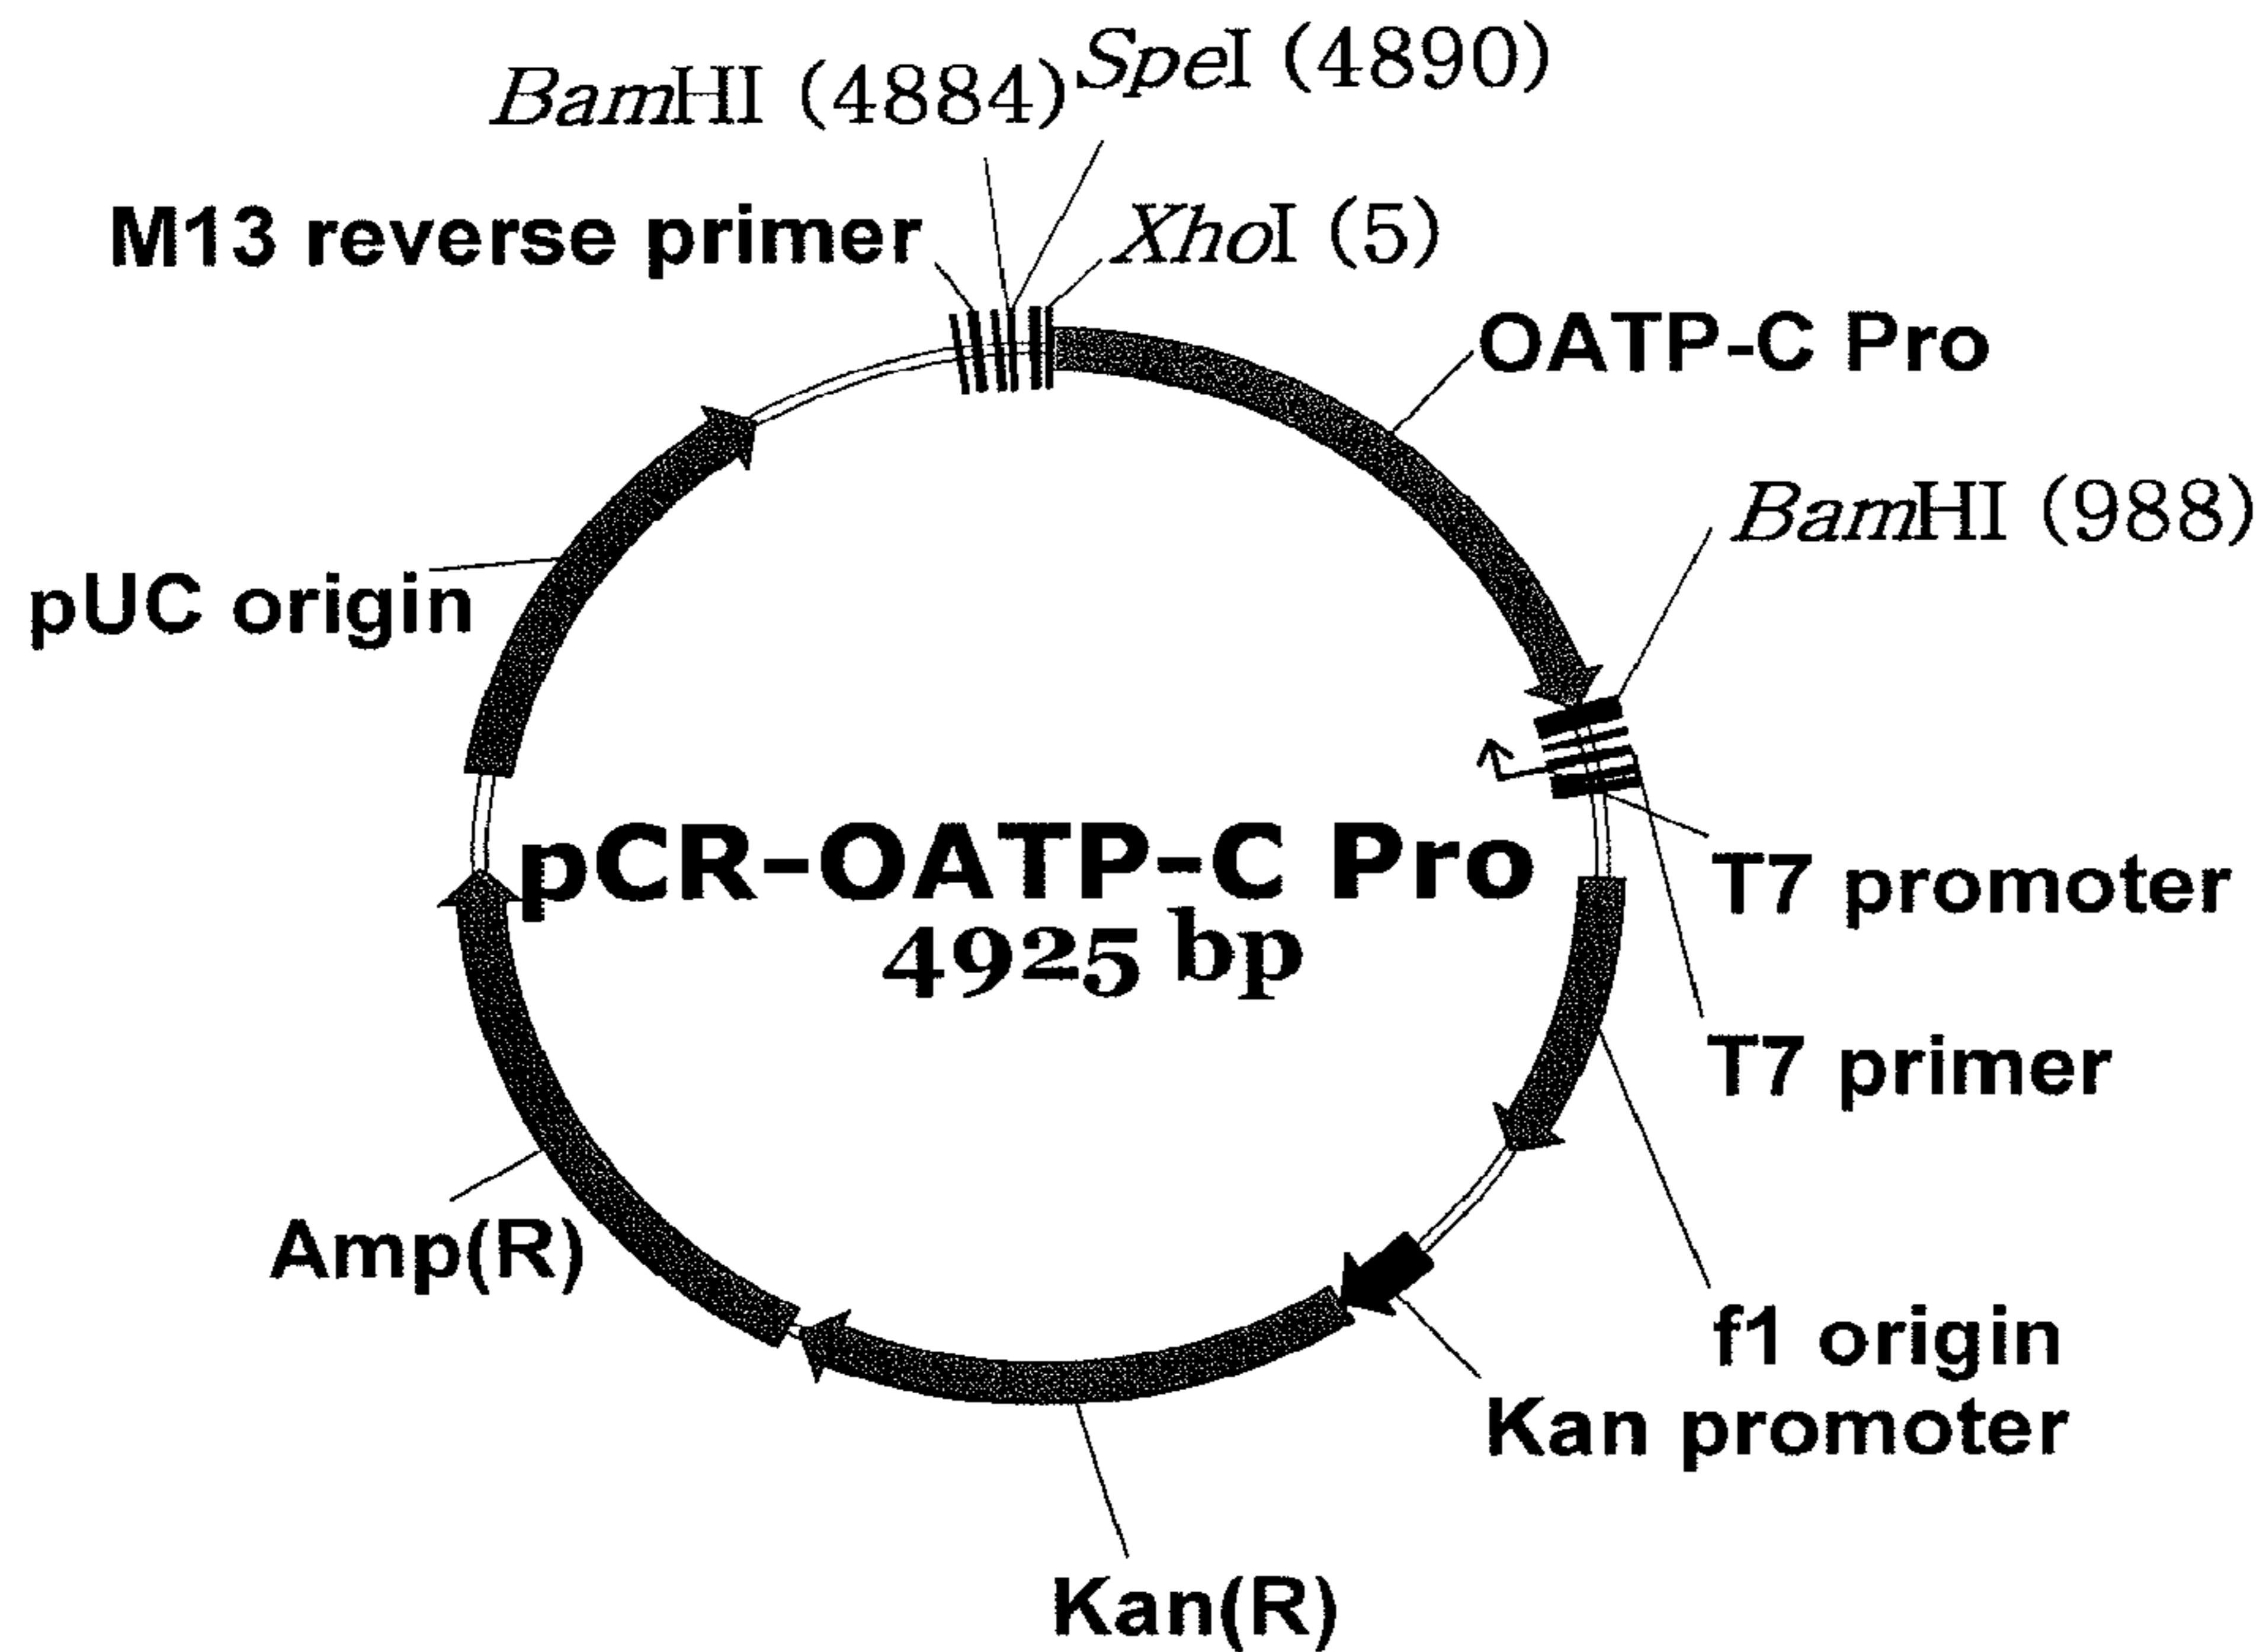 BamHI (4884)
SpeI (4890)
M13 reverse primer
XhoI (5)
OATP-C Pro
BamHI (988)
pUC origin
pCR-OATP-C Pro
4925 bp
T7 promoter
T7 primer
Amp(R)
f1 origin
Kan promoter
Kan(R)